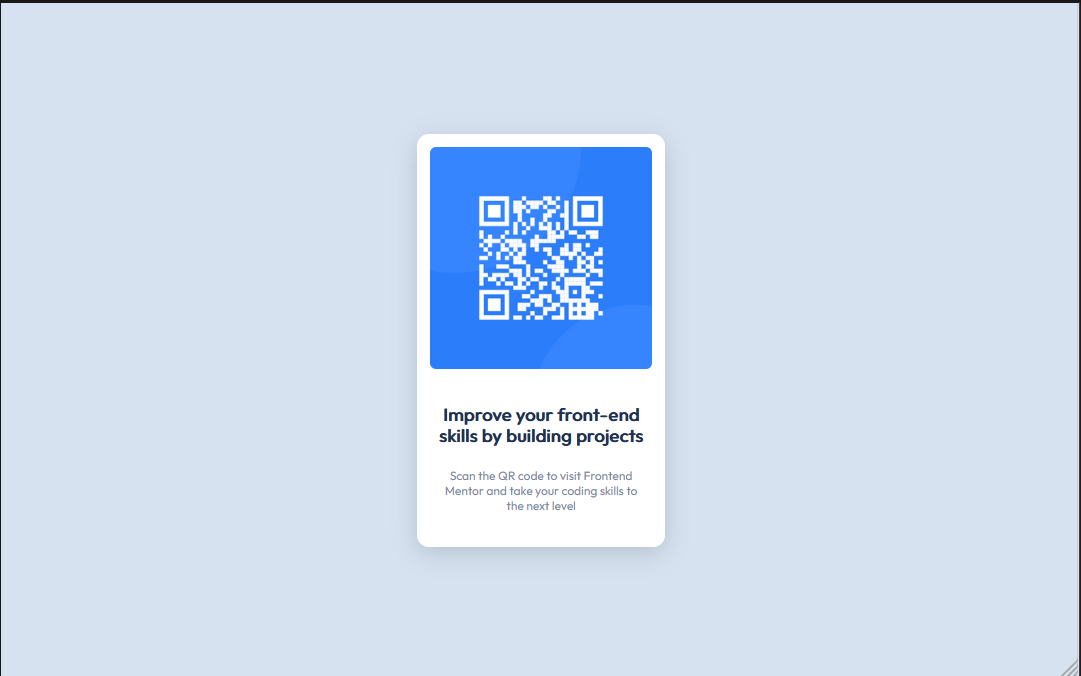 Improve your front-end
skills by building projects
Scan the QR code to visit Frontend
Mentor and take your coding skills to
the next level